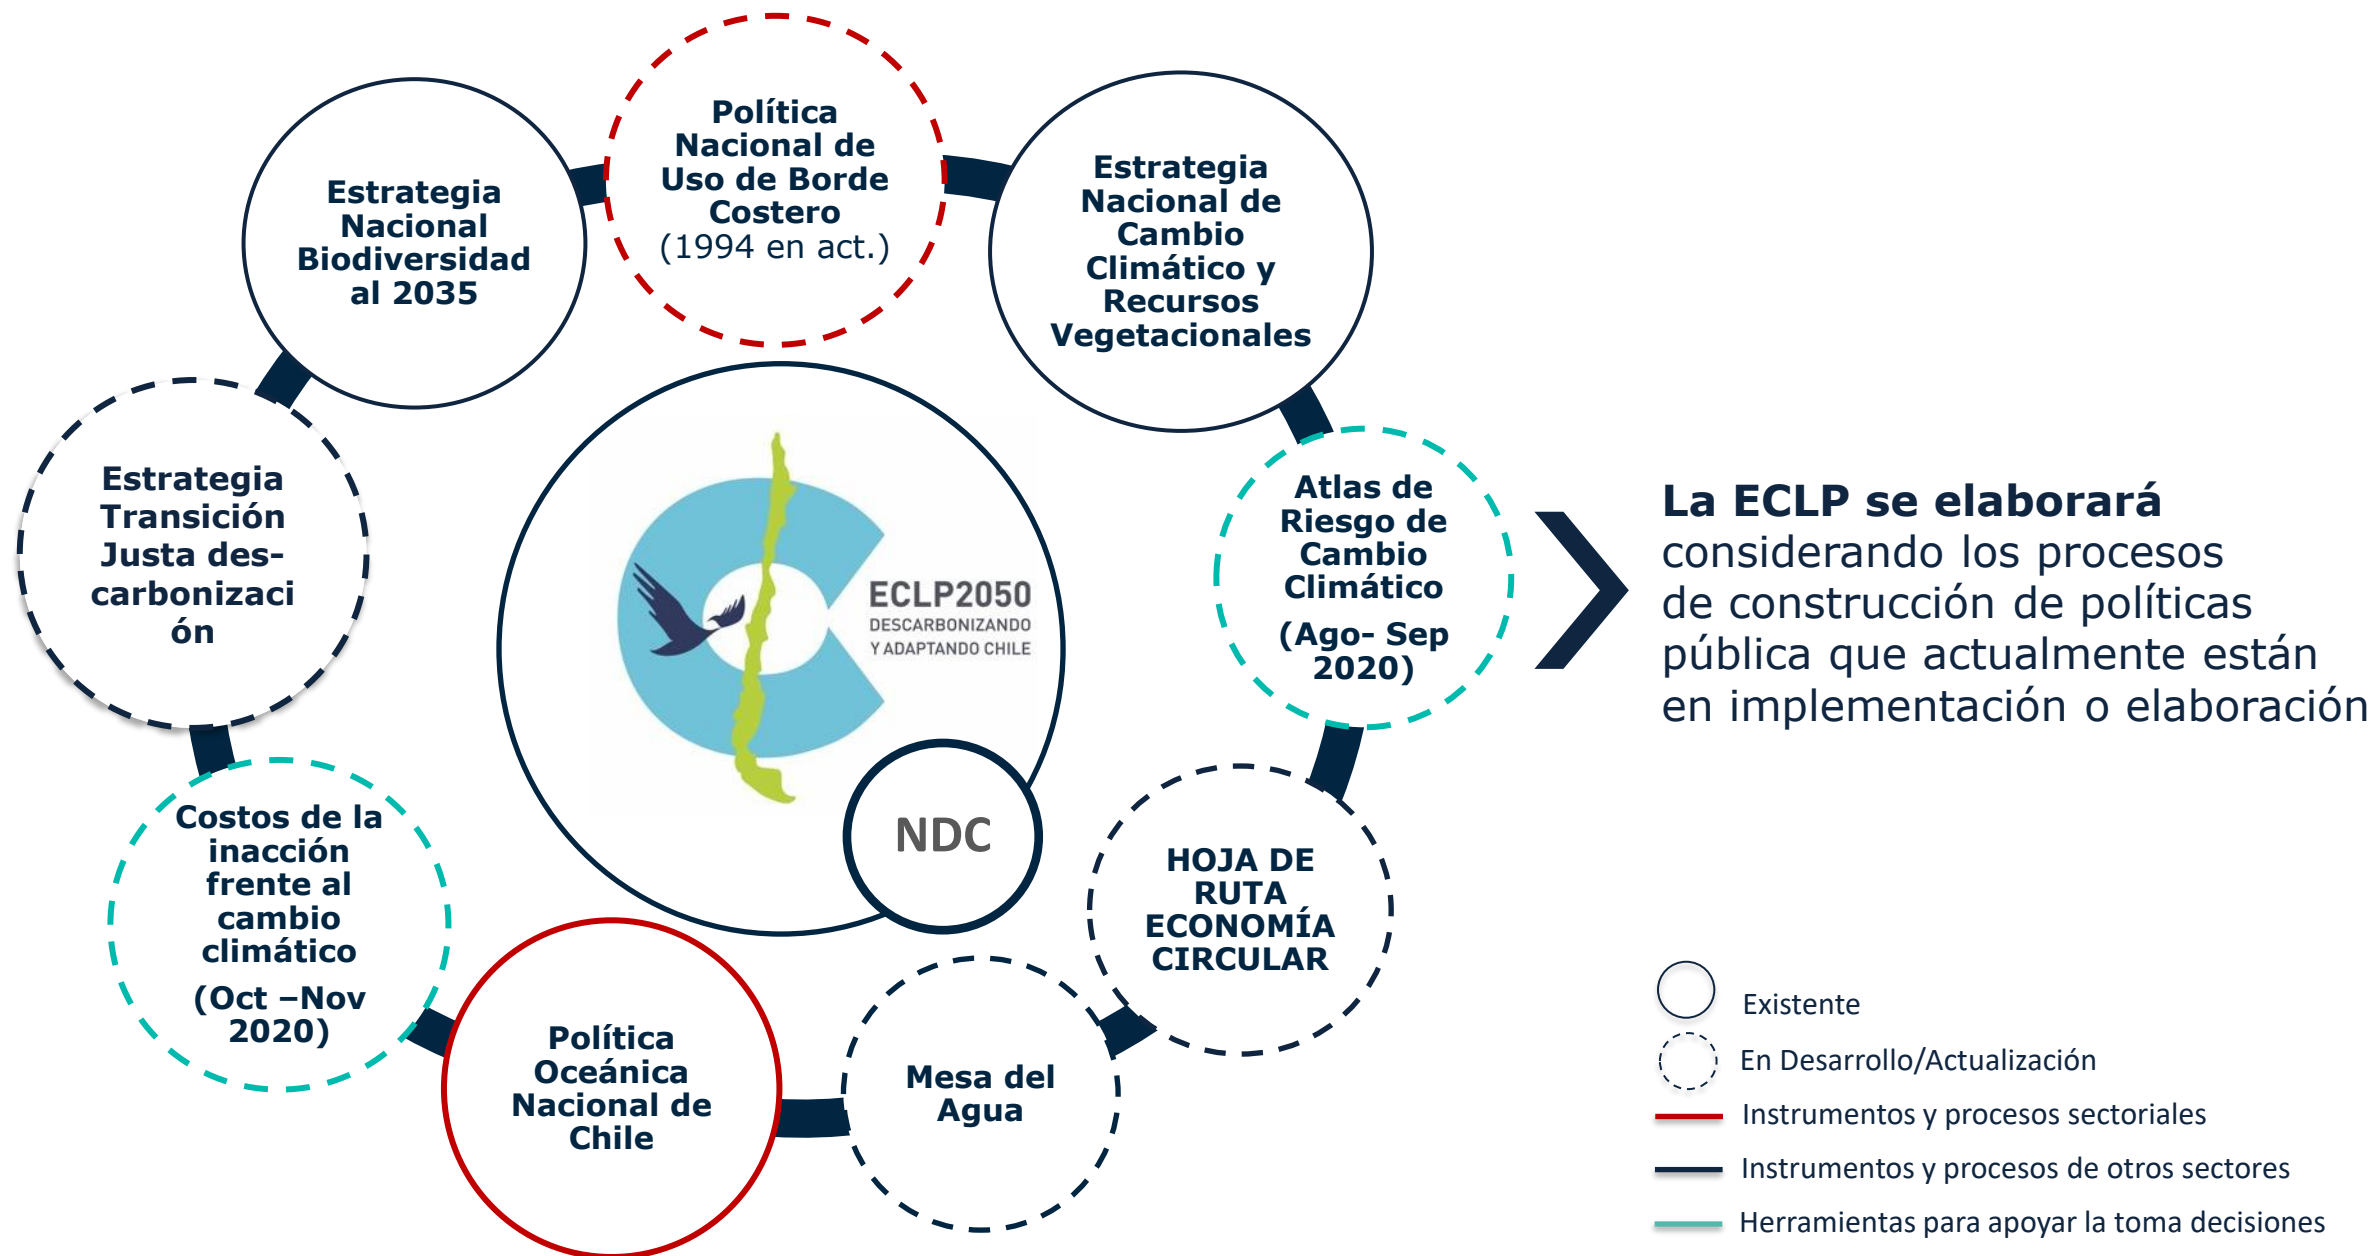 Política
Nacional de
Uso de Borde
Costero
(1994 en act.)
Estrategia
Nacional
Biodiversidad
al 2035
Estrategia
Nacional de
Cambio
Climático y
Recursos
Vegetacionales
Estrategia
Transición
Justa des-
carbonizaci
ón
Atlas de
Riesgo de
Cambio
Climático
(Ago- Sep
2020)
ECLP2050
DESCARBONIZANDO
Y ADAPTANDO CHILE
NDC
Costos de la
inacción
frente al
cambio
climático
(Oct –Nov
2020)
HOJA DE
RUTA
ECONOMÍA
CIRCULAR
Política
Oceánica
Nacional de
Chile
Mesa del
Agua
La ECLP se elaborará
considerando los procesos
de construcción de políticas
pública que actualmente están
en implementación o elaboración
Existente
En Desarrollo/Actualización
Instrumentos y procesos sectoriales
Instrumentos y procesos de otros sectores
Herramientas para apoyar la toma decisiones